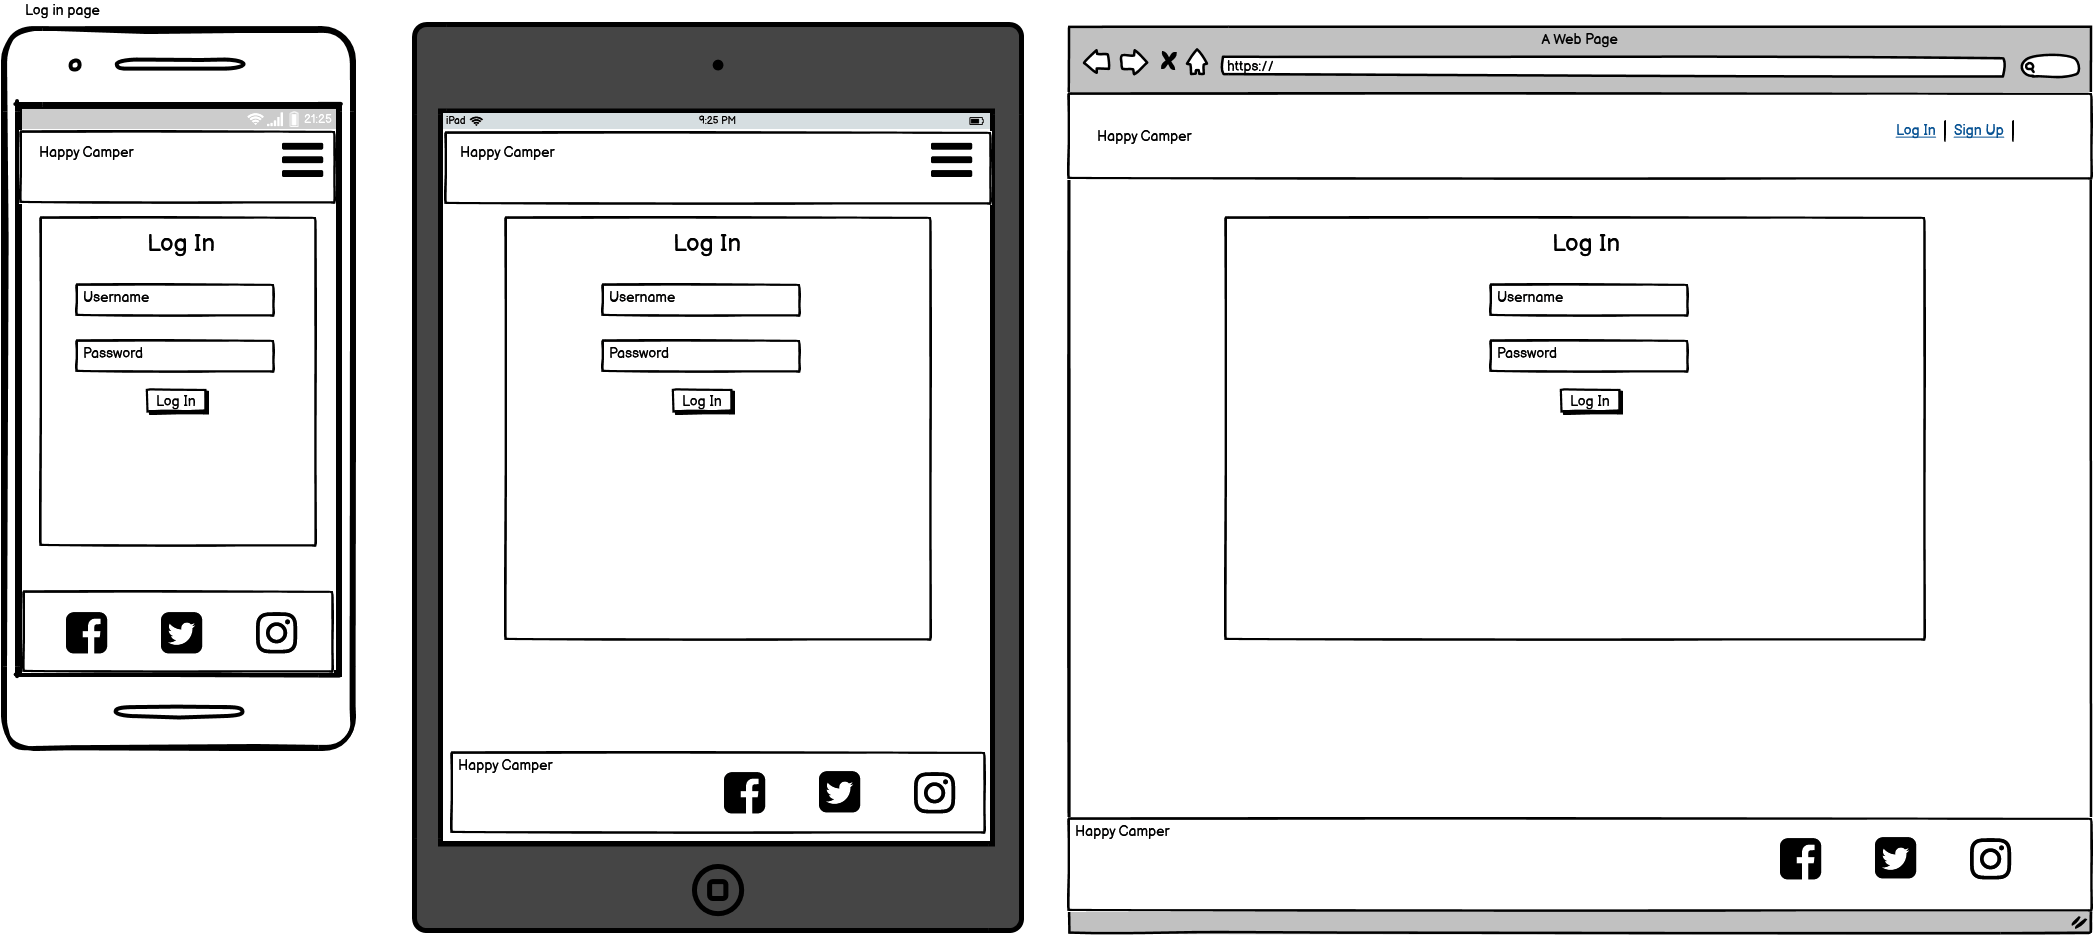 Log in page
21:25
Happy Camper
Log In
Username
Password
Log In
iPad
9:25 PM
Happy Camper
Log In
Username
Password
Log In
Happy Camper
A Web Page
https://
Happy Camper
Log In | Sign Up |
Log In
Username
Password
Log In
Happy Camper